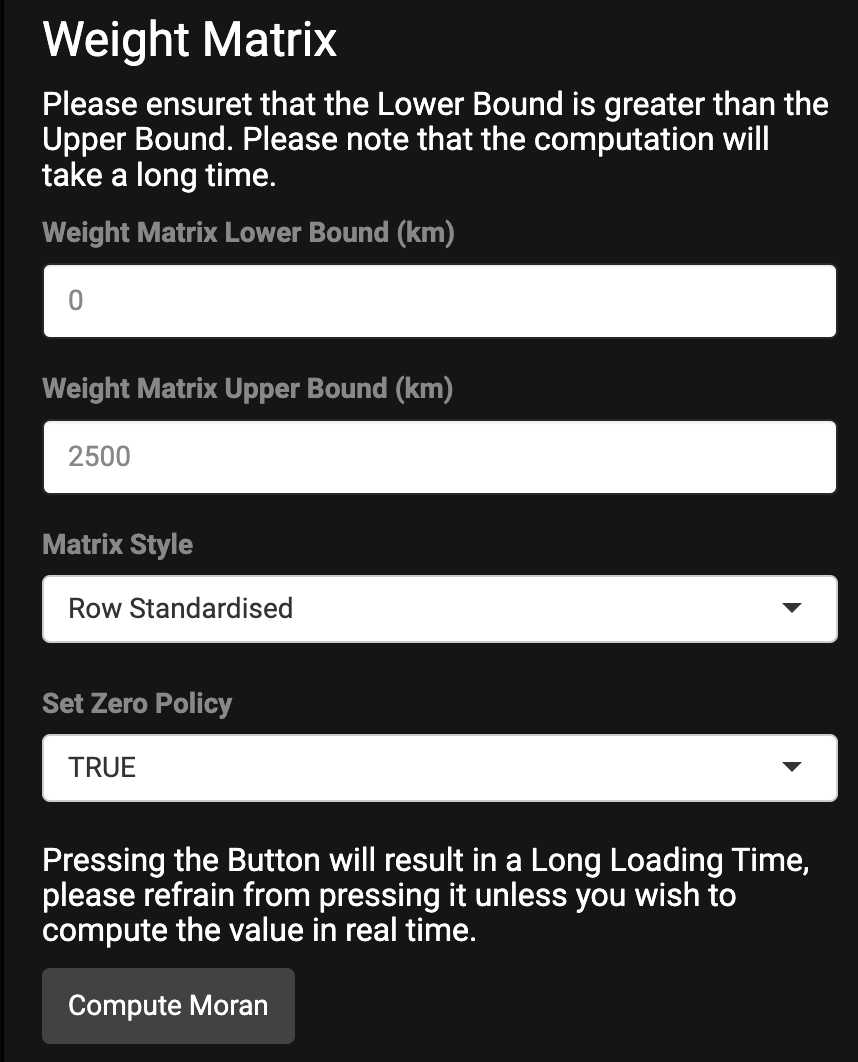 Weight Matrix
Please ensuret that the Lower Bound is greater than the
Upper Bound. Please note that the computation will
take a long time.
Weight Matrix Lower Bound (km)
0
Weight Matrix Upper Bound (km)
2500
Matrix Style
Row Standardised
Set Zero Policy
TRUE
Pressing the Button will result in a Long Loading Time,
please refrain from pressing it unless you wish to
compute the value in real time.
Compute Moran